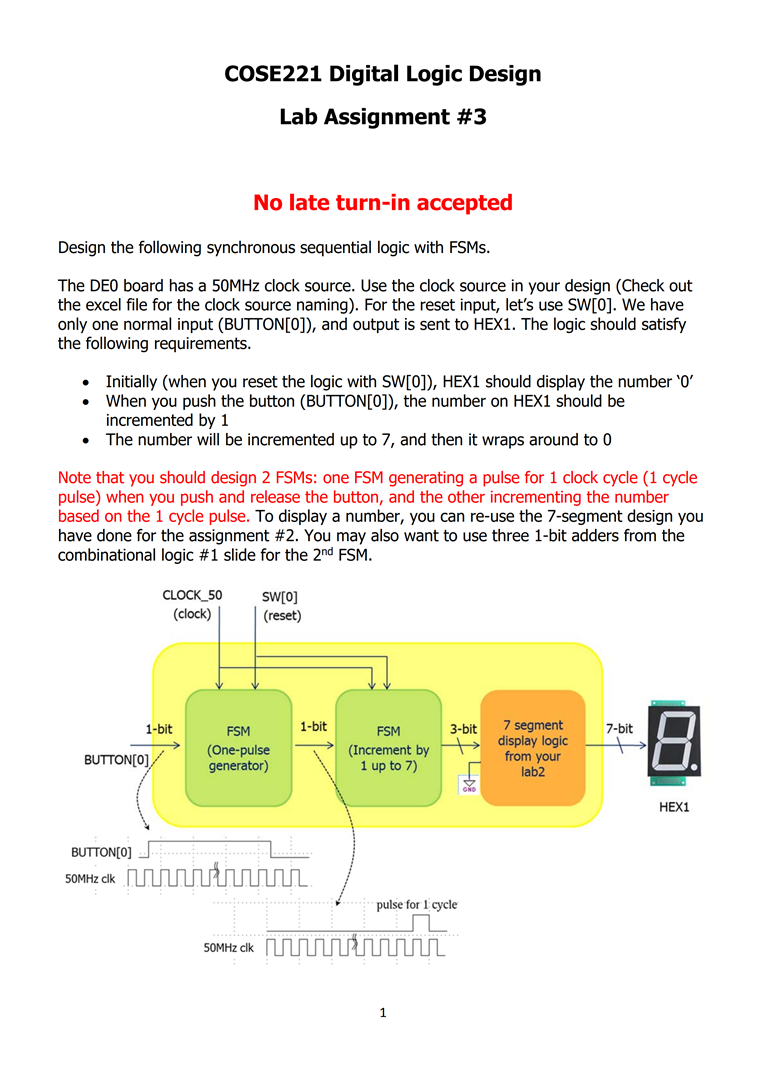 COSE221 Digital Logic Design
Lab Assignment #3
No late turn-in accepted
Design the following synchronous sequential logic with FSMs.
The DE0 board has a 50MHz clock source. Use the clock source in your design (Check out
the excel file for the clock source naming). For the reset input, let’s use SW[0]. We have
only one normal input (BUTTON[0]), and output is sent to HEX1. The logic should satisfy
the following requirements.
• Initially (when you reset the logic with SW[0]), HEX1 should display the number ‘0’
• When you push the button (BUTTON[0]), the number on HEX1 should be
incremented by 1
• The number will be incremented up to 7, and then it wraps around to 0
Note that you should design 2 FSMs: one FSM generating a pulse for 1 clock cycle (1 cycle
pulse) when you push and release the button, and the other incrementing the number
based on the 1 cycle pulse. To display a number, you can re-use the 7-segment design you
have done for the assignment #2. You may also want to use three 1-bit adders from the
combinational logic #1 slide for the 2nd FSM.
CLOCK_50
(clock)
SW[0]
(reset)
1-bit
BUTTON[0]
FSM
(One-pulse
generator)
1-bit
FSM
(Increment by
1 up to 7)
3-bit
GND
7 segment
display logic
from your
lab2
7-bit
HEX1
BUTTON[0]
50MHz clk
pulse for 1 cycle
50MHz clk
1